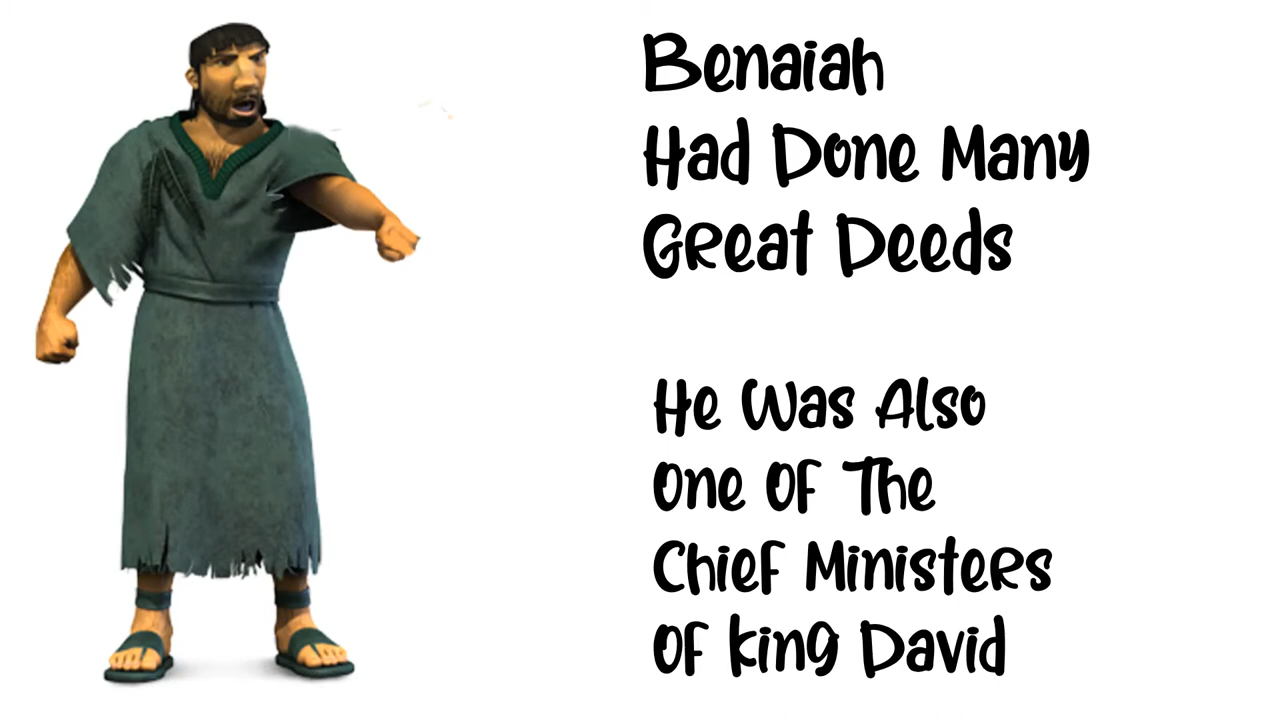 Benaiah
Had Done Many
Great Deeds
He Was Also
One Of The
Chief Ministers
Of king David